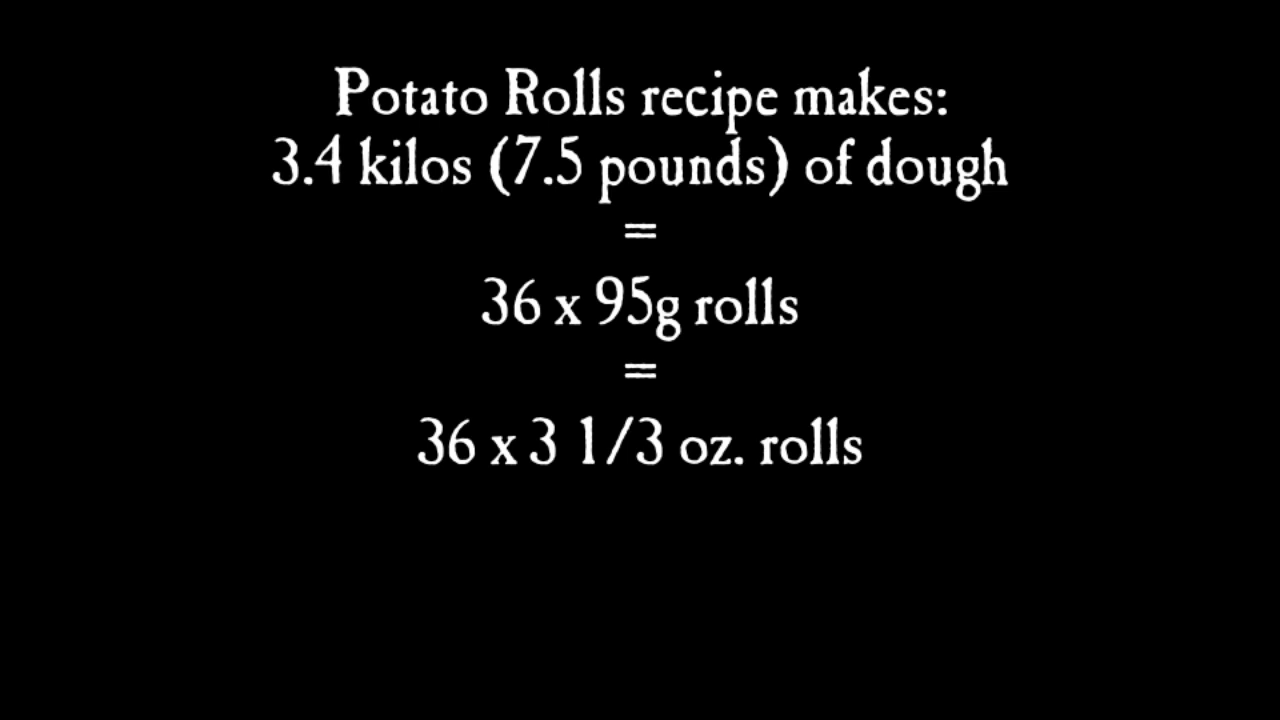 Potato Rolls recipe makes:
3.4 kilos (7.5 pounds) of dough
=
36 x 95g rolls
=
36 x 3 1/3 oz. rolls